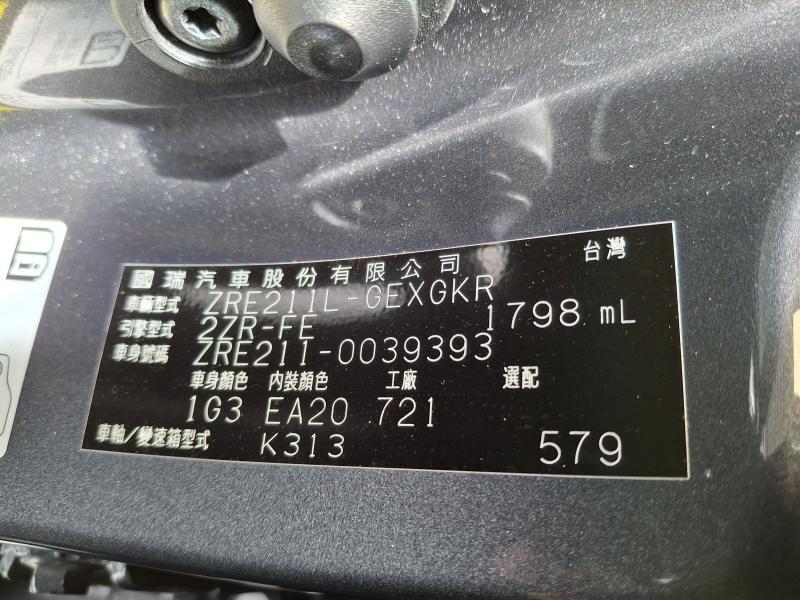 台灣
國瑞汽車股份有限公司
車輛型式 ZRE211L-GEXGKR
引擎型式 2ZR-FE 1798 mL
車身號碼 ZRE211-0039393
車身顏色 內裝顏色 工廠 選配
1G3 EA20 721
車軸/變速箱型式 K313 579